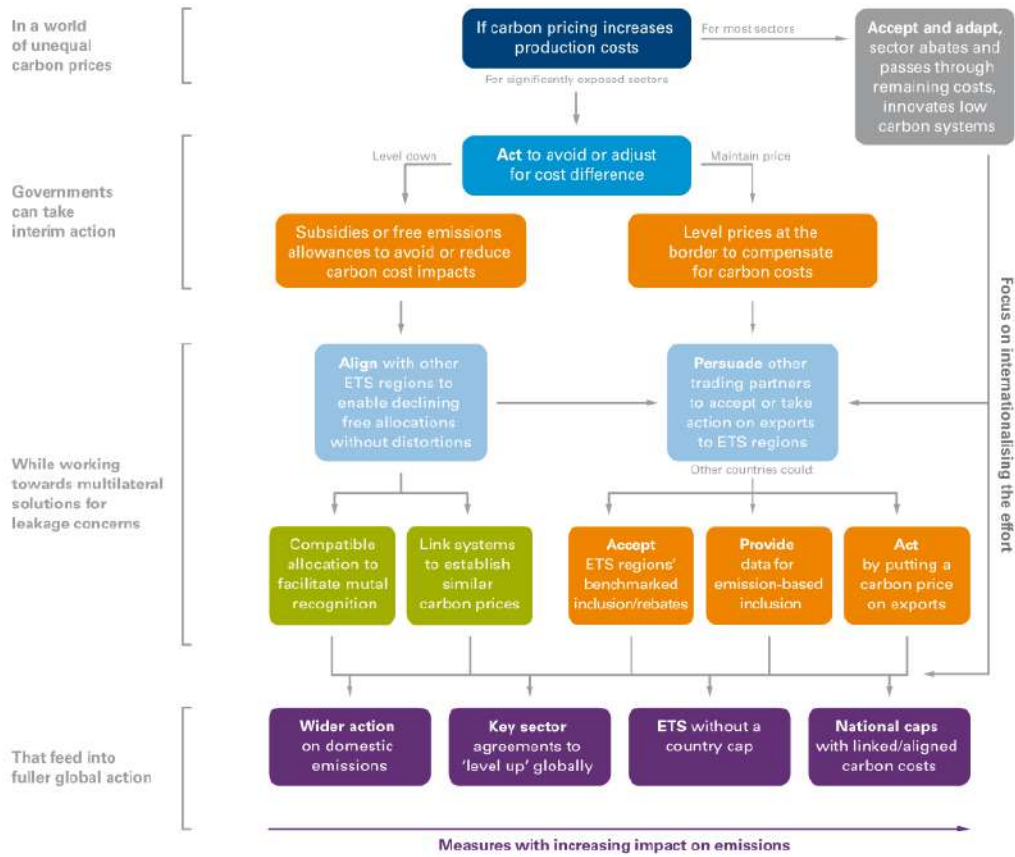 In a world
of unequal
carbon prices
If carbon pricing increases
production costs
For most sectors
Accept and adapt,
sector abates and
passes through
remaining costs,
innovates low
carbon systems
For significantly exposed sectors
Governments
can take
interim action
Level down
Act to avoid or adjust
for cost difference
Maintain price
Subsidies or free emissions
allowances to avoid or reduce
carbon cost impacts
Level prices at the
border to compensate
for carbon costs
Focus on internationalising the effort
While working
towards multilateral
solutions for
leakage concerns
Align with other
ETS regions to
enable declining
free allocations
without distortions
Persuade other
trading partners
to accept or take
action on exports
to ETS regions
Other countries could:
Compatible
allocation to
facilitate mutal
recognition
Link systems
to establish
similar
carbon prices
Accept
ETS regions'
benchmarked
inclusion/rebates
Provide
data for
emission-based
inclusion
Act
by putting a
carbon price
on exports
That feed into
fuller global action
Wider action
on domestic
emissions
Key sector
agreements to
'level up' globally
ETS without a
country cap
National caps
with linked/aligned
carbon costs
Measures with increasing impact on emissions